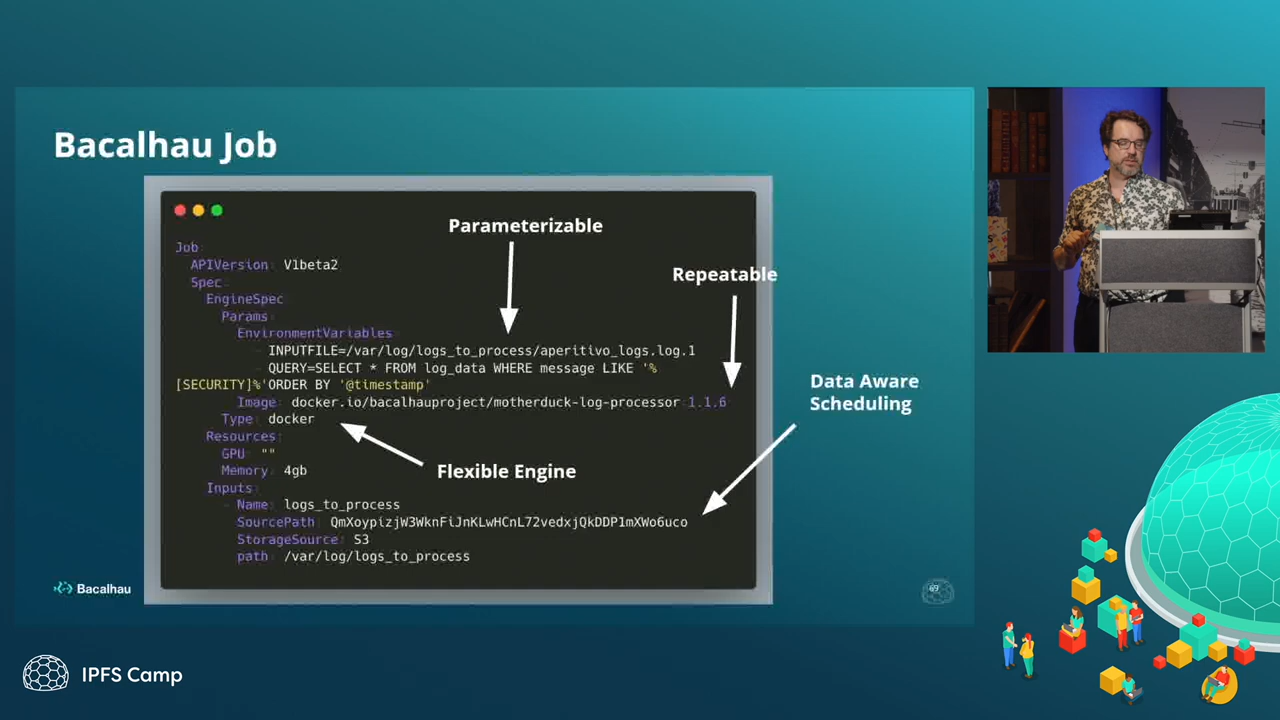 Bacalhau Job
Parameterizable
Repeatable
Data Aware
Scheduling
Flexible Engine
Job:
APIVersion: V1beta2
Spec:
EngineSpec:
Params:
EnvironmentVariables:
- INPUTFILE=/var/log/logs_to_process/aperitivo_logs.log.1
- QUERY=SELECT * FROM log_data WHERE message LIKE '%
[SECURITY]%'ORDER BY '@timestamp'
Image: docker.io/bacalhauproject/motherduck-log-processor:1.1.6
Type: docker
Resources:
GPU: ""
Memory: 4gb
Inputs:
- Name: logs_to_process
SourcePath: QmXoypizjW3WknFiJnKLwHCnL72vedxjQkDDP1mXWo6uco
StorageSource: S3
path: /var/log/logs_to_process
Bacalhau
69
IPFS Camp